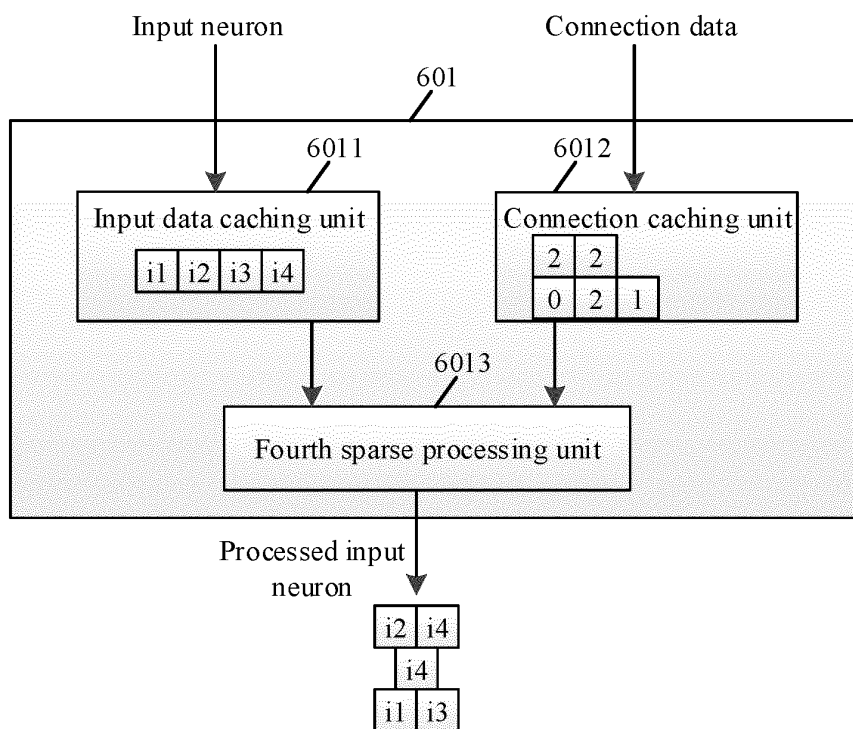 Input neuron
Connection data
601
6011
6012
Input data caching unit
i1 i2 i3 i4
Connection caching unit
2 2
0 2 1
6013
Fourth sparse processing unit
Processed input
neuron
i2 i4
i4
i1 i3